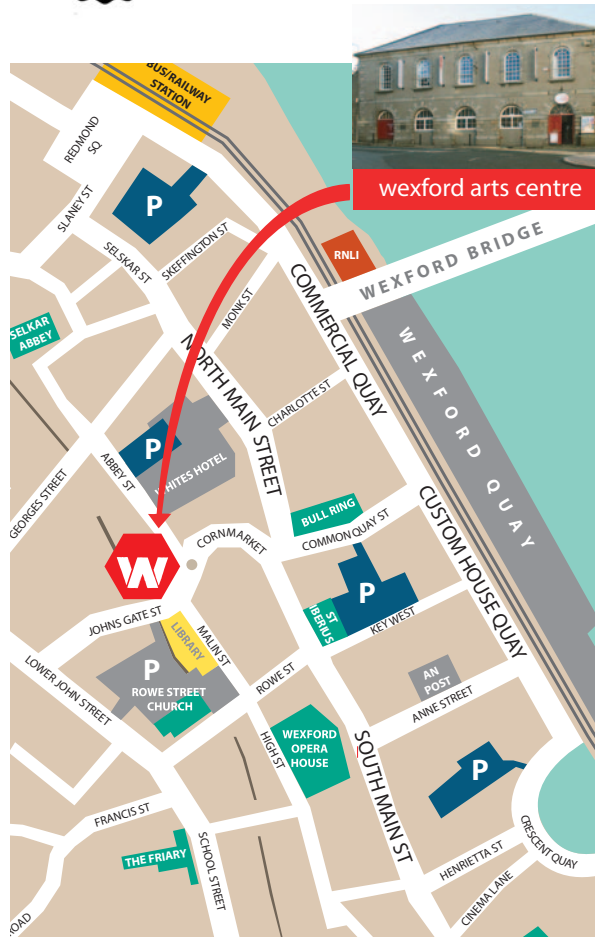 BUS/RAILWAY
STATION
REDMOND
SQ
wexford arts centre
P
SLANEY ST
SELSKAR ST
SKEFFINGTON ST
RNLI
WEXFORD BRIDGE
MONK ST
COMMERCIAL QUAY
SELKAR
ABBEY
NORTH MAIN STREET
CHARLOTTE ST
WEXFORD QUAY
P
WHITES HOTEL
ABBEY ST
GEORGES STREET
BULL RING
COMMON QUAY ST
CUSTOM HOUSE QUAY
CORNMARKET
W
P
ST
IBERIUS
KEY WEST
JOHNS GATE ST
LIBRARY
MALIN ST
P
ROWE STREET
CHURCH
ROWE ST
LOWER JOHN STREET
AN
POST
ANNE STREET
WEXFORD
OPERA
HOUSE
HIGH ST
SOUTH MAIN ST
P
FRANCIS ST
CRESCENT QUAY
THE FRIARY
SCHOOL STREET
HENRIETTA ST
CINEMA LANE
OAD